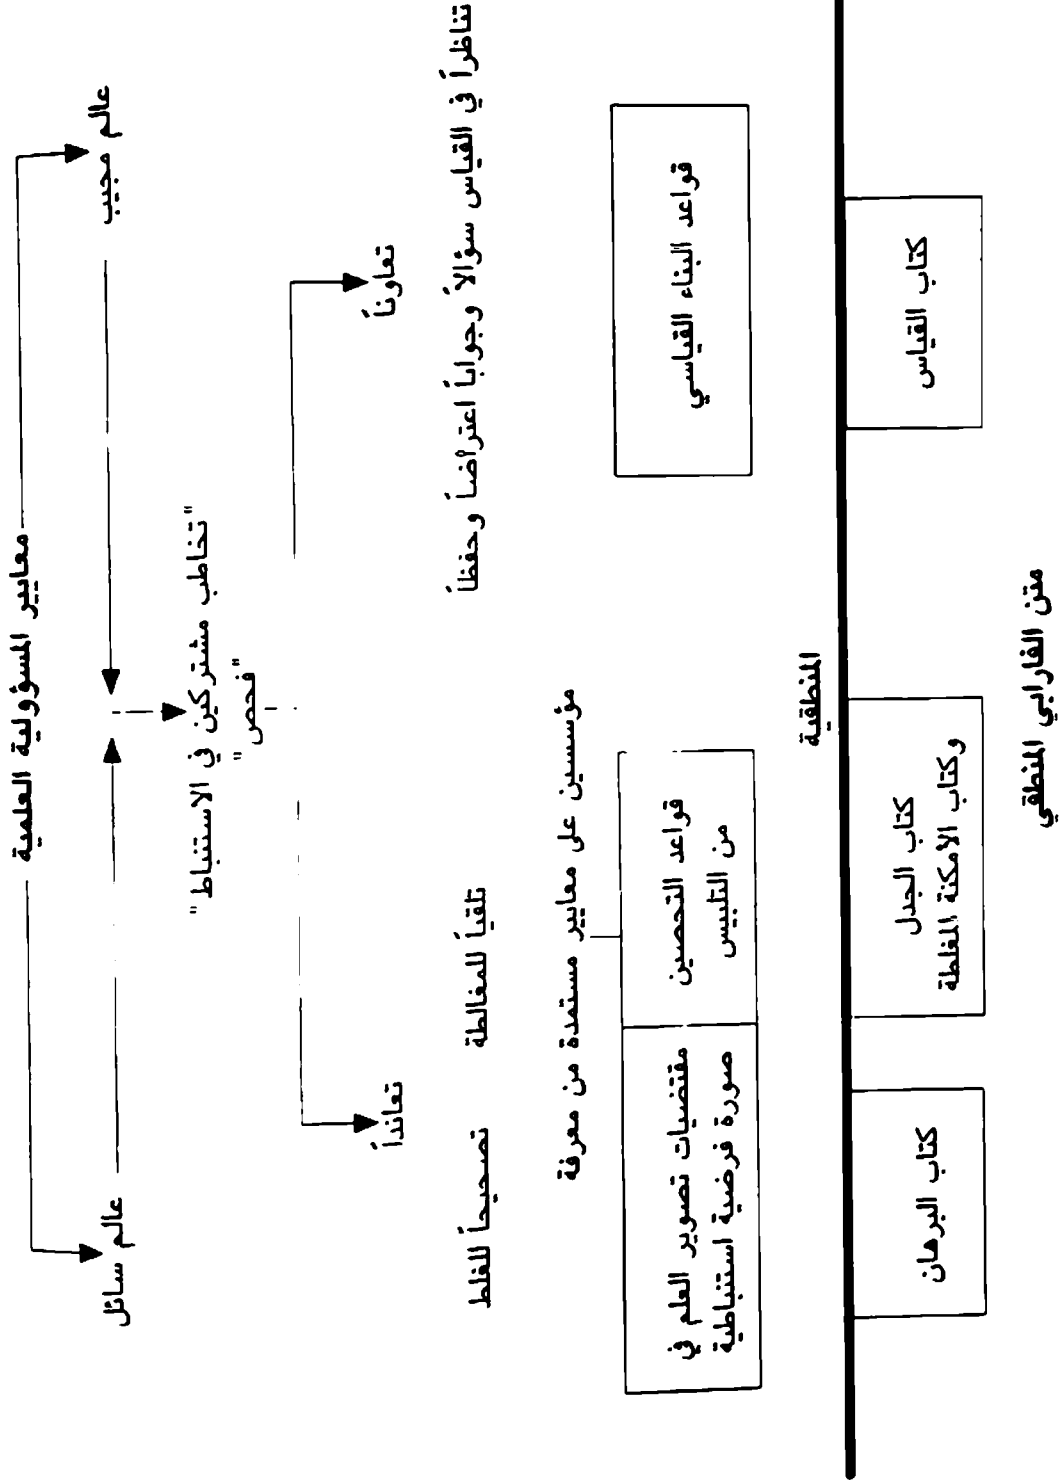 معايير المسؤولية العلمية
عالم مجيب
عالم سائل
"تخاطب مشتركين في الاستنباط"
"فحص"
تعاوناً
تعانداً
تناظراً في القياس سؤالاً وجواباً اعتراضاً وحفظاً
تلقياً للمغالطة
تصحيحاً للغلط
مؤسسين على معايير مستمدة من معرفة
قواعد البناء القياسي
قواعد التحصين
من التلبيس
مقتضيات تصوير العلم في
صورة فرضية استنباطية
المنطقية
كتاب القياس
كتاب الجدل
وكتاب الأمكنة المغلطة
كتاب البرهان
متن الفارابي المنطقي